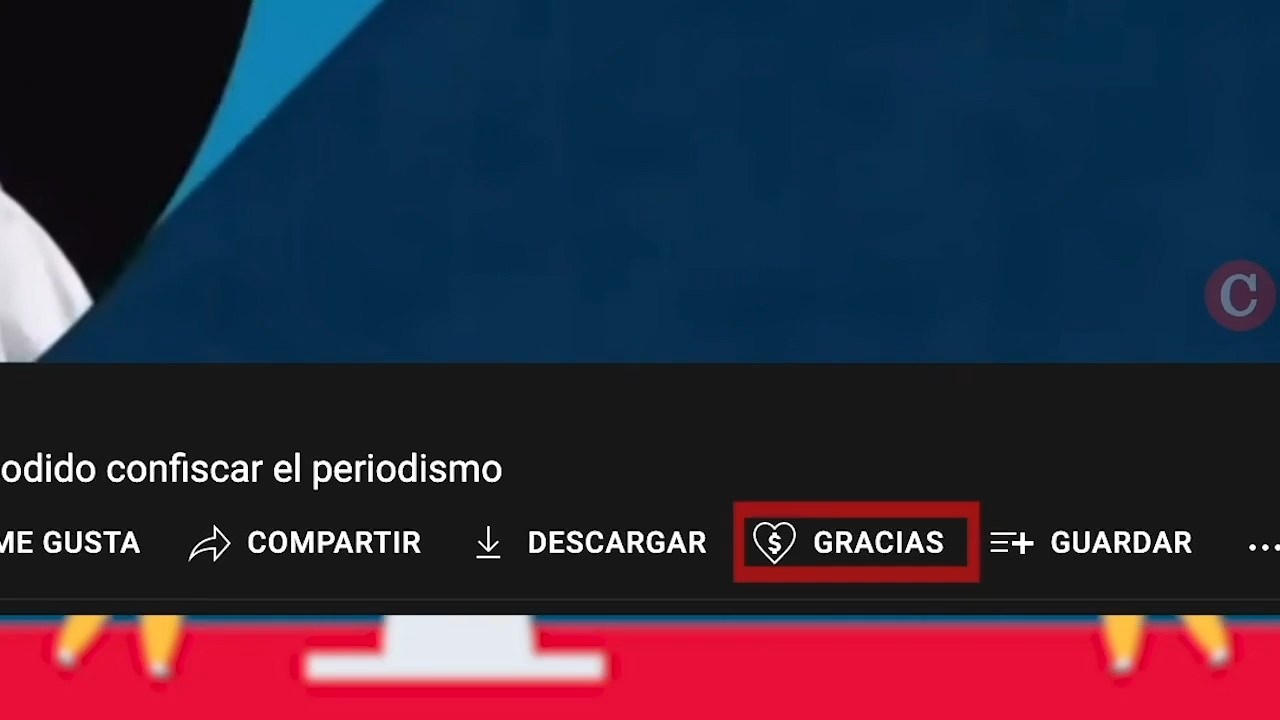 C
odido confiscar el periodismo
ME GUSTA COMPARTIR DESCARGAR $ GRACIAS GUARDAR ...